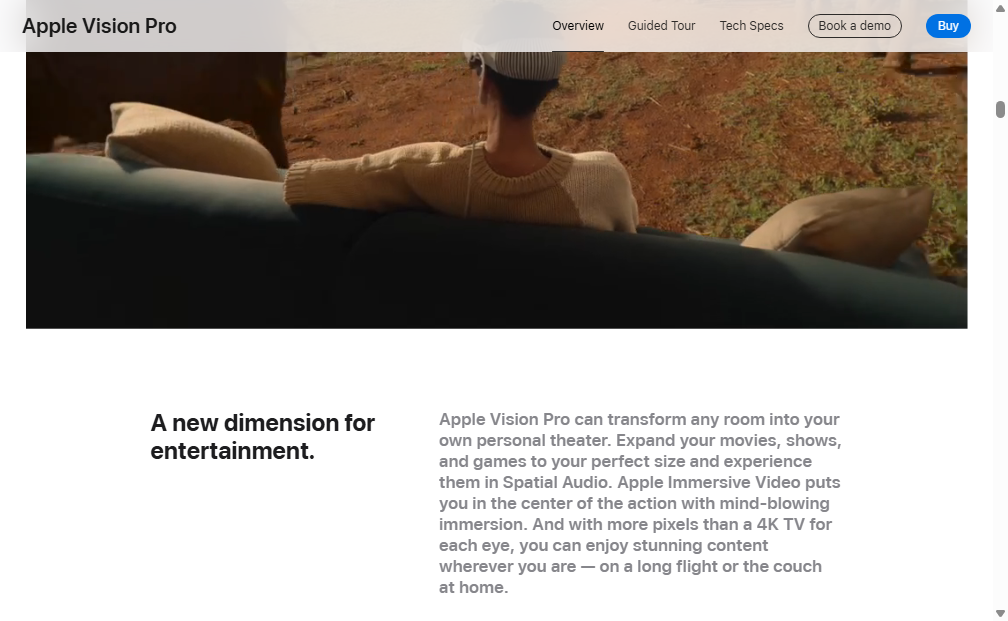 Apple Vision Pro
Overview
Guided Tour
Tech Specs
Book a demo
Buy
A new dimension for
entertainment.
Apple Vision Pro can transform any room into your
own personal theater. Expand your movies, shows,
and games to your perfect size and experience
them in Spatial Audio. Apple Immersive Video puts
you in the center of the action with mind-blowing
immersion. And with more pixels than a 4K TV for
each eye, you can enjoy stunning content
wherever you are — on a long flight or the couch
at home.